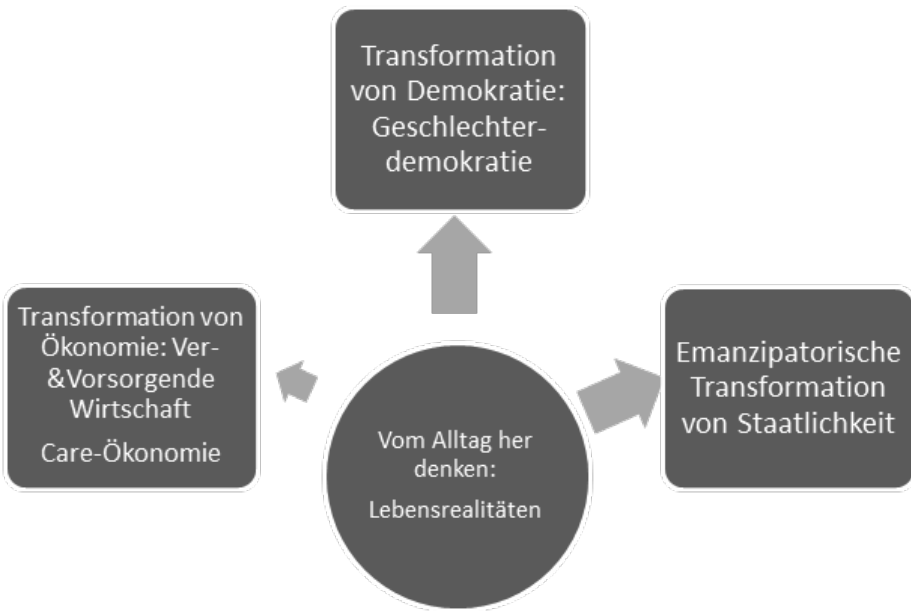 Transformation
von Demokratie:
Geschlechter-
demokratie
Transformation von
Ökonomie: Ver-
&Vorsorgende
Wirtschaft
Care-Ökonomie
Vom Alltag her
denken:
Lebensrealitäten
Emanzipatorische
Transformation
von Staatlichkeit